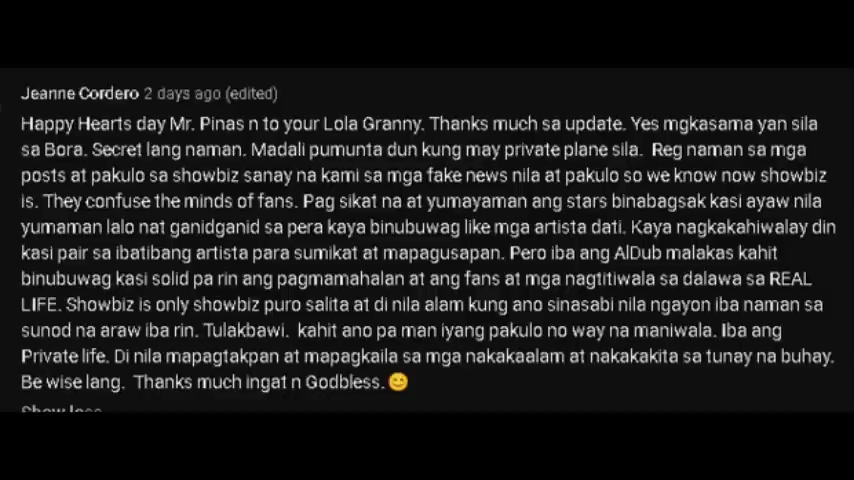 Jeanne Cordero 2 days ago (edited)
Happy Hearts day Mr. Pinas n to your Lola Granny. Thanks much sa update. Yes mgkasama yan sila
sa Bora. Secret lang naman. Madali pumunta dun kung may private plane sila. Reg naman sa mga
posts at pakulo sa showbiz sanay na kami sa mga fake news nila at pakulo so we know now showbiz
is. They confuse the minds of fans. Pag sikat na at yumayaman ang stars binabagsak kasi ayaw nila
yumaman lalo nat ganidganid sa pera kaya binubuwag like mga artista dati. Kaya nagkakahiwalay din
kasi pair sa ibatibang artista para sumikat at mapagusapan. Pero iba ang AlDub malakas kahit
binubuwag kasi solid pa rin ang pagmamahalan at ang fans at mga nagtitiwala sa dalawa sa REAL
LIFE. Showbiz is only showbiz puro salita at di nila alam kung ano sinasabi nila ngayon iba naman sa
sunod na araw iba rin. Tulakbawi. kahit ano pa man iyang pakulo no way na maniwala. Iba ang
Private life. Di nila mapagtakpan at mapagkaila sa mga nakakaalam at nakakakita sa tunay na buhay.
Be wise lang. Thanks much ingat n Godbless.😊
Show less